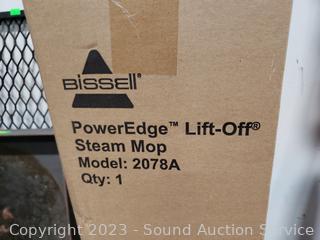 BISSELL
PowerEdge™ Lift-Off®
Steam Mop
Model: 2078A
Qty: 1
Copyright 2023 - Sound Auction Service